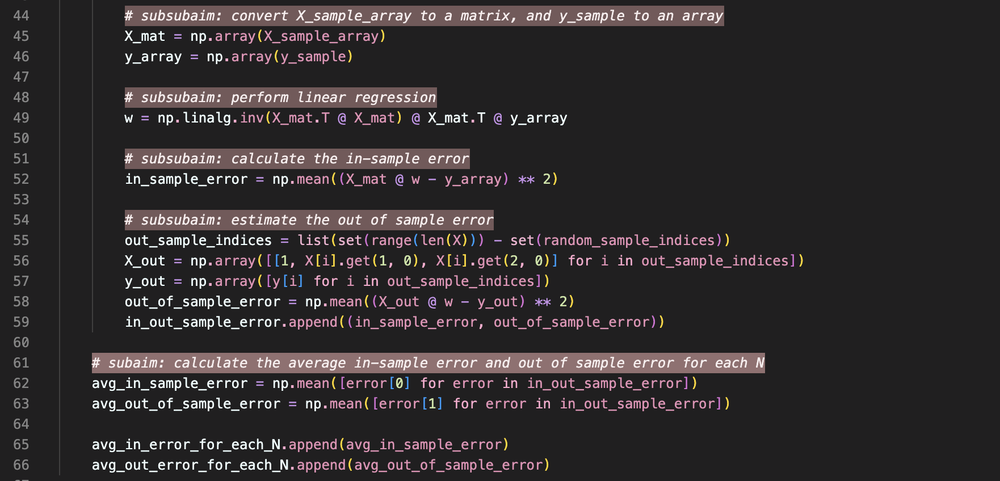 44 # subsubaim: convert X_sample_array to a matrix, and y_sample to an array
45 X_mat = np.array(X_sample_array)
46 y_array = np.array(y_sample)
47
48 # subsubaim: perform linear regression
49 w = np.linalg.inv(X_mat.T @ X_mat) @ X_mat.T @ y_array
50
51 # subsubaim: calculate the in-sample error
52 in_sample_error = np.mean((X_mat @ w - y_array) ** 2)
53
54 # subsubaim: estimate the out of sample error
55 out_sample_indices = list(set(range(len(X))) - set(random_sample_indices))
56 X_out = np.array([[1, X[i].get(1, 0), X[i].get(2, 0)] for i in out_sample_indices])
57 y_out = np.array([y[i] for i in out_sample_indices])
58 out_of_sample_error = np.mean((X_out @ w - y_out) ** 2)
59 in_out_sample_error.append((in_sample_error, out_of_sample_error))
60
61 # subaim: calculate the average in-sample error and out of sample error for each N
62 avg_in_sample_error = np.mean([error[0] for error in in_out_sample_error])
63 avg_out_of_sample_error = np.mean([error[1] for error in in_out_sample_error])
64
65 avg_in_error_for_each_N.append(avg_in_sample_error)
66 avg_out_error_for_each_N.append(avg_out_of_sample_error)